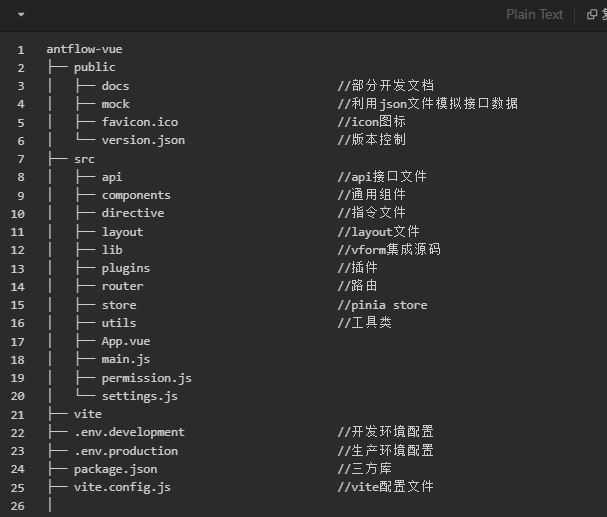 Plain Text 复
1 antflow-vue
2 ├── public
3 │   ├── docs //部分开发文档
4 │   ├── mock //利用json文件模拟接口数据
5 │   ├── favicon.ico //icon图标
6 │   └── version.json //版本控制
7 ├── src
8 │   ├── api //api接口文件
9 │   ├── components //通用组件
10 │   ├── directive //指令文件
11 │   ├── layout //layout文件
12 │   ├── lib //vform集成源码
13 │   ├── plugins //插件
14 │   ├── router //路由
15 │   ├── store //pinia store
16 │   ├── utils //工具类
17 │   ├── App.vue
18 │   ├── main.js
19 │   ├── permission.js
20 │   └── settings.js
21 ├── vite
22 ├── .env.development //开发环境配置
23 ├── .env.production //生产环境配置
24 ├── package.json //三方库
25 ├── vite.config.js //vite配置文件
26 │